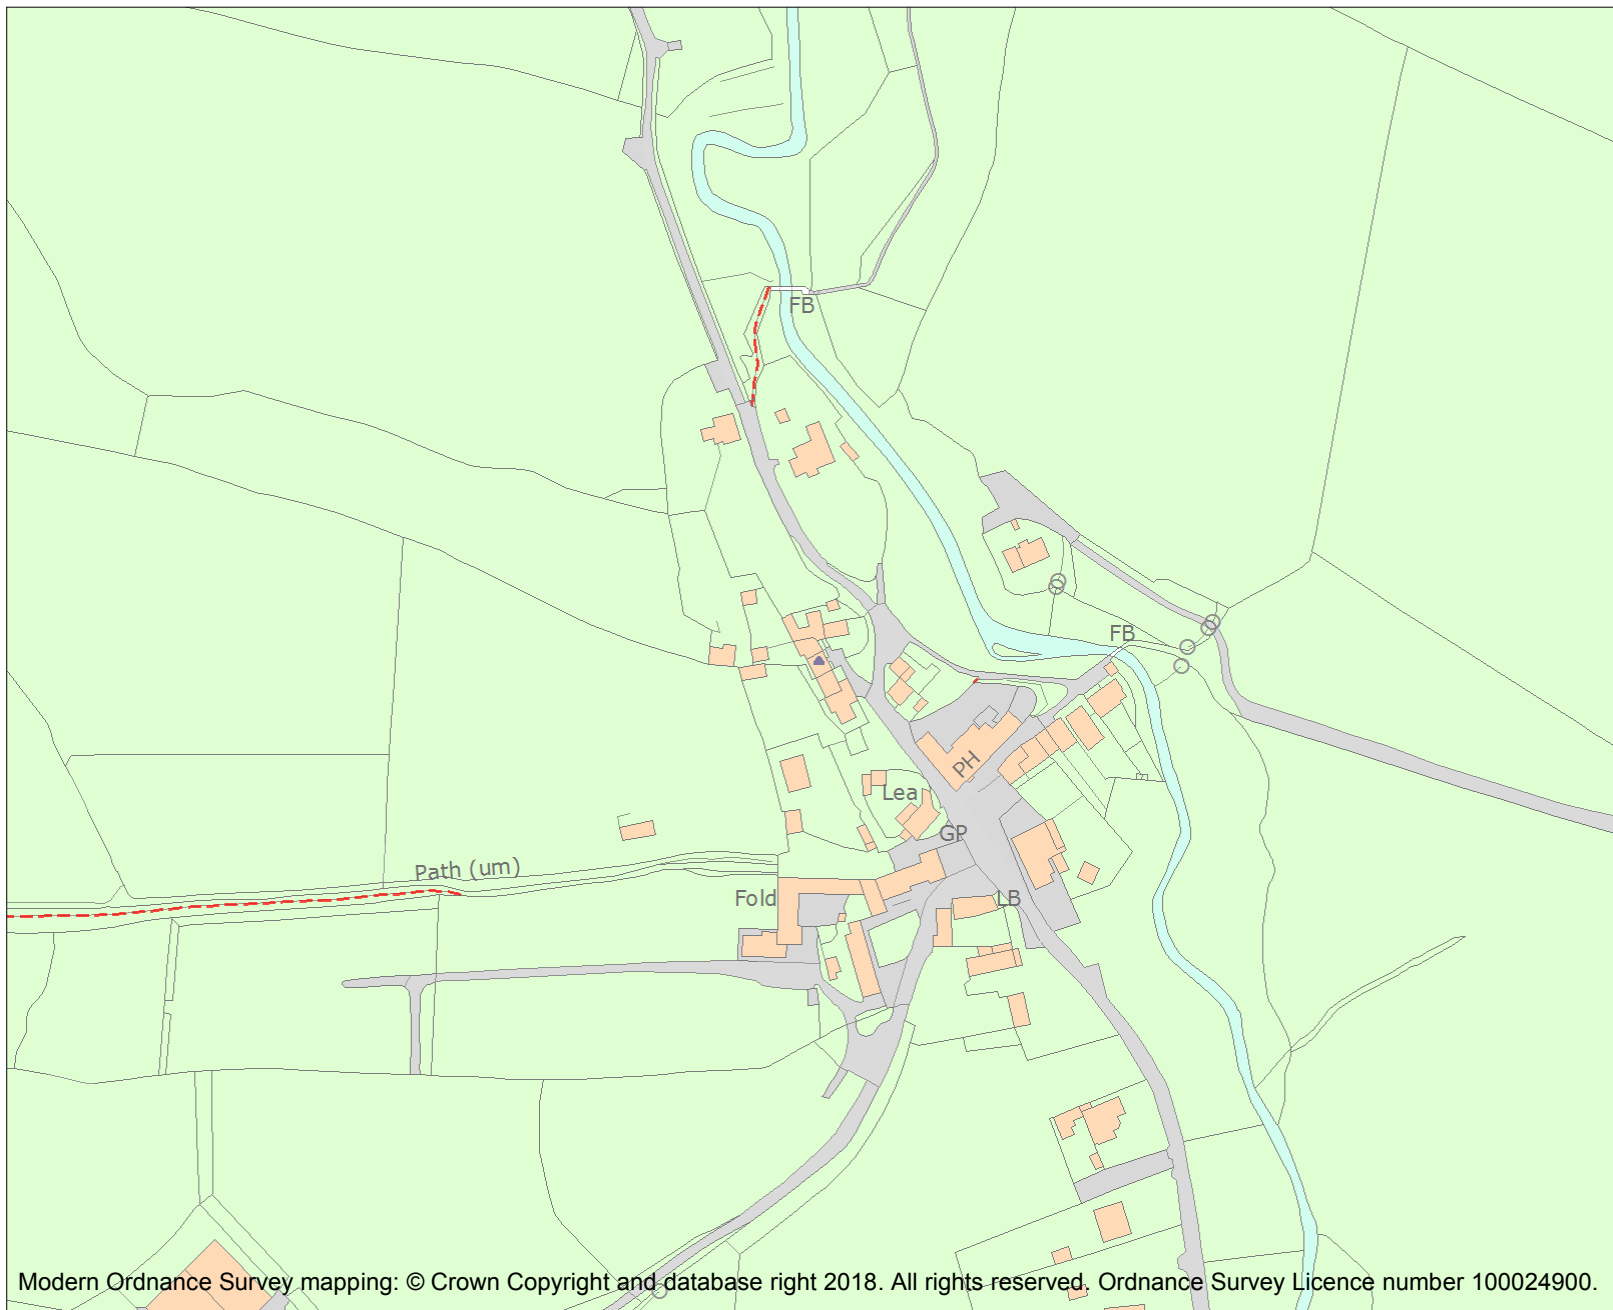 FB
FB
PH
Lea
GP
Path (um)
Fold
LB
Modern Ordnance Survey mapping: © Crown Copyright and database right 2018. All rights reserved. Ordnance Survey Licence number 100024900.